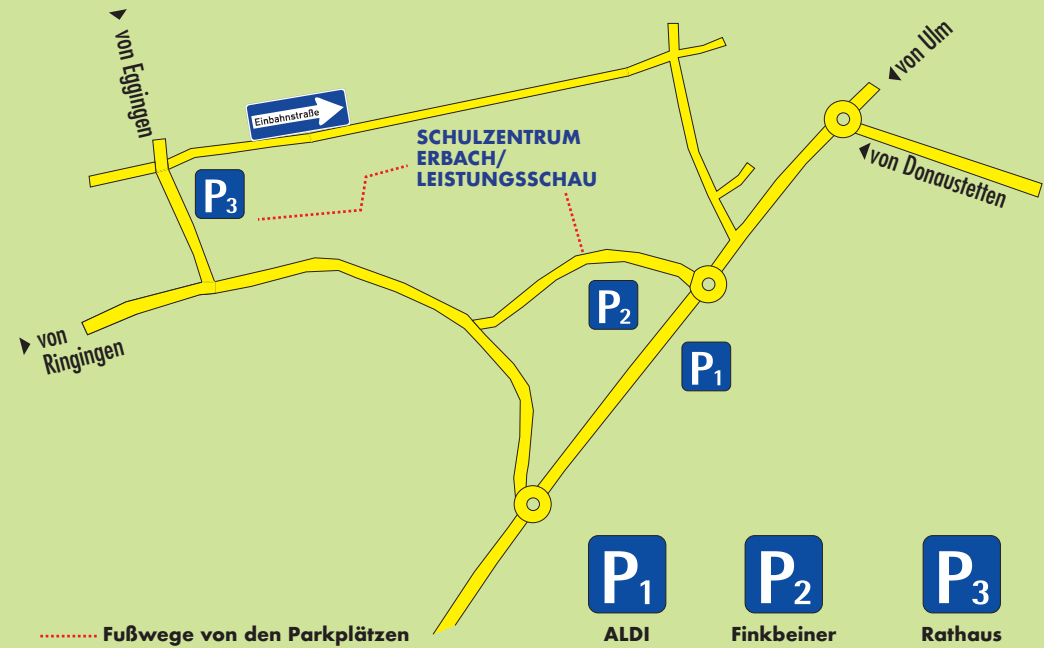 von Eggingen
von Ulm
Einbahnstraße
SCHULZENTRUM
ERBACH/
LEISTUNGSSCHAU
von Donaustetten
P3
P2
von
Ringingen
P1
P1
P2
P3
Fußwege von den Parkplätzen
ALDI
Finkbeiner
Rathaus